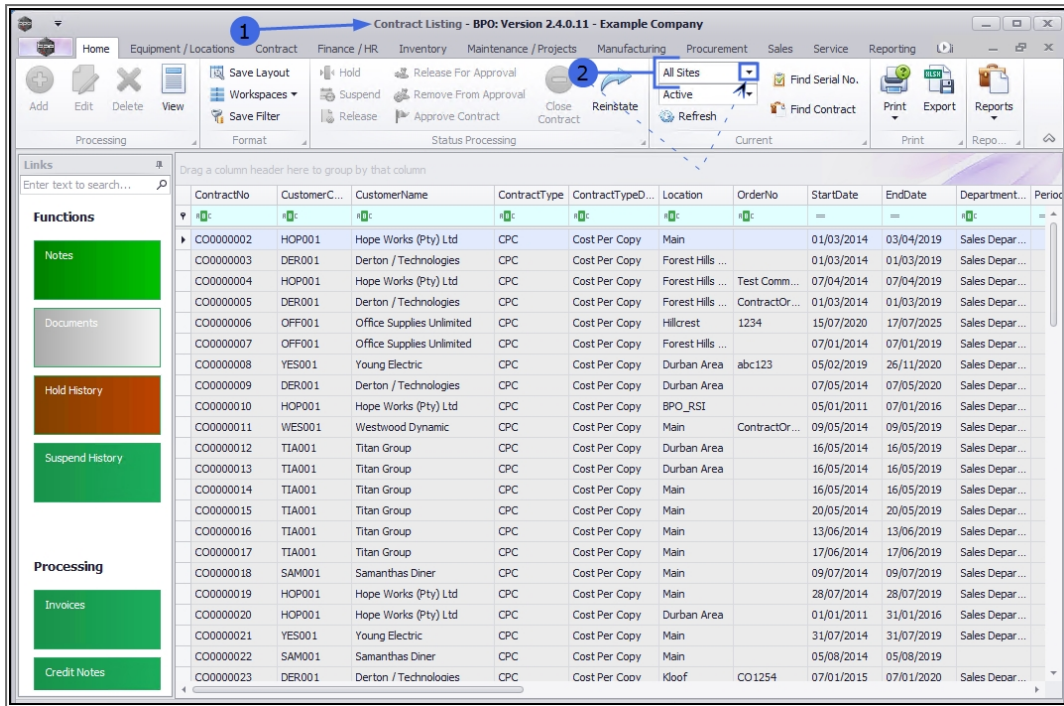 1
Contract Listing - BPO: Version 2.4.0.11 - Example Company
Home Equipment / Locations Contract Finance / HR Inventory Maintenance / Projects Manufacturing Procurement Sales Service Reporting
Add Edit Delete View
Processing
Save Layout
Workspaces
Save Filter
Format
Hold Release For Approval
Suspend Remove From Approval
Release Approve Contract
Close Contract
Reinstate
Status Processing
2
All Sites
Active
Refresh
Find Serial No.
Find Contract
Current
Print Export
Print
Reports
Repo...
Links
Enter text to search...
Functions
Notes
Documents
Hold History
Suspend History
Processing
Invoices
Credit Notes
Drag a column header here to group by that column
ContractNo CustomerC... CustomerName ContractType ContractTypeD... Location OrderNo StartDate EndDate Department... Period
CO0000002 HOP001 Hope Works (Pty) Ltd CPC Cost Per Copy Main 01/03/2014 03/04/2019 Sales Depar...
CO0000003 DER001 Derton / Technologies CPC Cost Per Copy Forest Hills ... 01/03/2014 01/03/2019 Sales Depar...
CO0000004 HOP001 Hope Works (Pty) Ltd CPC Cost Per Copy Forest Hills ... Test Comm... 07/04/2014 07/04/2019 Sales Depar...
CO0000005 DER001 Derton / Technologies CPC Cost Per Copy Forest Hills ... ContractOr... 01/03/2014 01/03/2019 Sales Depar...
CO0000006 OFF001 Office Supplies Unlimited CPC Cost Per Copy Hillcrest 1234 15/07/2020 17/07/2025 Sales Depar...
CO0000007 OFF001 Office Supplies Unlimited CPC Cost Per Copy Forest Hills ... 07/01/2014 07/01/2019 Sales Depar...
CO0000008 YES001 Young Electric CPC Cost Per Copy Durban Area abc123 05/02/2019 26/11/2020 Sales Depar...
CO0000009 DER001 Derton / Technologies CPC Cost Per Copy Durban Area 07/05/2014 07/05/2020 Sales Depar...
CO0000010 HOP001 Hope Works (Pty) Ltd CPC Cost Per Copy BPO_RSI 05/01/2011 07/01/2016 Sales Depar...
CO0000011 WES001 Westwood Dynamic CPC Cost Per Copy Main ContractOr... 09/05/2014 09/05/2019 Sales Depar...
CO0000012 TIA001 Titan Group CPC Cost Per Copy Durban Area 16/05/2014 16/05/2019 Sales Depar...
CO0000013 TIA001 Titan Group CPC Cost Per Copy Durban Area 16/05/2014 16/05/2019 Sales Depar...
CO0000014 TIA001 Titan Group CPC Cost Per Copy Main 16/05/2014 16/05/2019 Sales Depar...
CO0000015 TIA001 Titan Group CPC Cost Per Copy Main 20/05/2014 20/05/2019 Sales Depar...
CO0000016 TIA001 Titan Group CPC Cost Per Copy Main 13/06/2014 13/06/2019 Sales Depar...
CO0000017 TIA001 Titan Group CPC Cost Per Copy Main 17/06/2014 17/06/2019 Sales Depar...
CO0000018 SAM001 Samanthas Diner CPC Cost Per Copy Main 09/07/2014 09/07/2019 Sales Depar...
CO0000019 HOP001 Hope Works (Pty) Ltd CPC Cost Per Copy Main 28/07/2014 28/07/2019 Sales Depar...
CO0000020 HOP001 Hope Works (Pty) Ltd CPC Cost Per Copy Durban Area 01/01/2011 31/01/2016 Sales Depar...
CO0000021 YES001 Young Electric CPC Cost Per Copy Main 31/07/2014 31/07/2019 Sales Depar...
CO0000022 SAM001 Samanthas Diner CPC Cost Per Copy Main 05/08/2014 05/08/2019
CO0000023 DER001 Derton / Technologies CPC Cost Per Copy Kloof CO1254 07/01/2015 07/01/2020 Sales Depar...